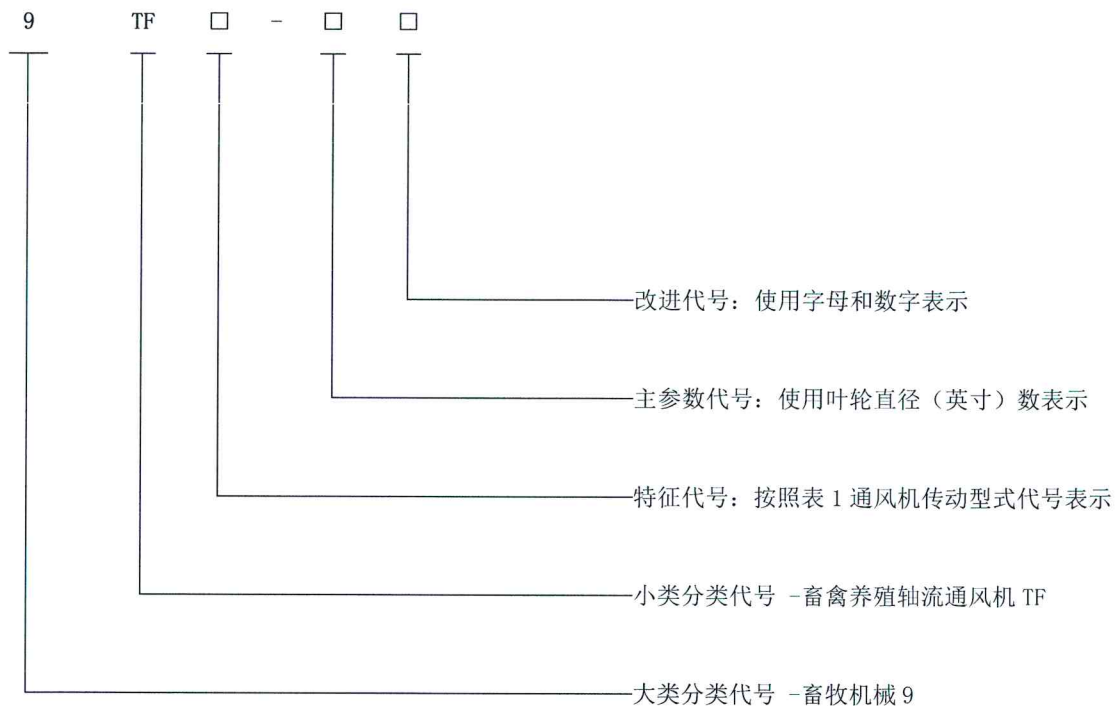 9 TF □ - □ □
改进代号：使用字母和数字表示
主参数代号：使用叶轮直径（英寸）数表示
特征代号：按照表 1 通风机传动型式代号表示
小类分类代号 -畜禽养殖轴流通风机 TF
大类分类代号 -畜牧机械 9